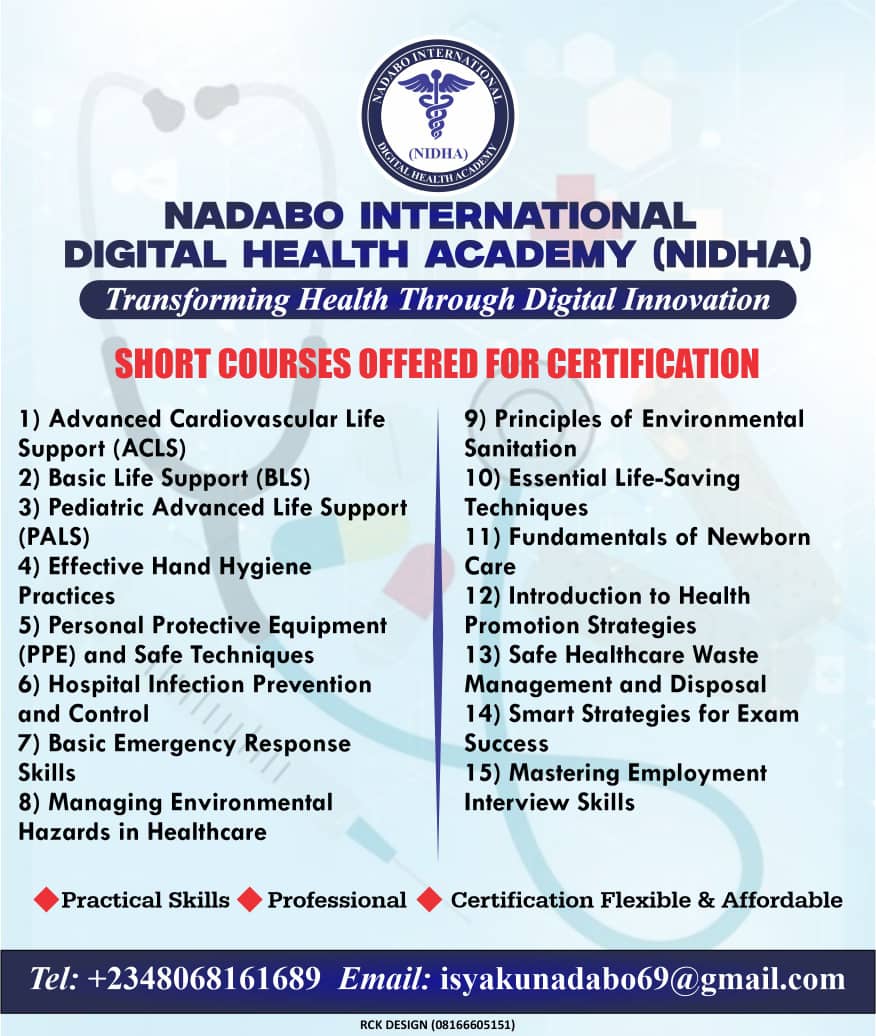 NADABO INTERNATIONAL
(NIDHA)
DIGITAL HEALTH ACADEMY
NADABO INTERNATIONAL
DIGITAL HEALTH ACADEMY (NIDHA)
Transforming Health Through Digital Innovation
SHORT COURSES OFFERED FOR CERTIFICATION
1) Advanced Cardiovascular Life
Support (ACLS)
2) Basic Life Support (BLS)
3) Pediatric Advanced Life Support
(PALS)
4) Effective Hand Hygiene
Practices
5) Personal Protective Equipment
(PPE) and Safe Techniques
6) Hospital Infection Prevention
and Control
7) Basic Emergency Response
Skills
8) Managing Environmental
Hazards in Healthcare
9) Principles of Environmental
Sanitation
10) Essential Life-Saving
Techniques
11) Fundamentals of Newborn
Care
12) Introduction to Health
Promotion Strategies
13) Safe Healthcare Waste
Management and Disposal
14) Smart Strategies for Exam
Success
15) Mastering Employment
Interview Skills
Practical Skills Professional Certification Flexible & Affordable
Tel: +2348068161689 Email: isyakunadabo69@gmail.com
RCK DESIGN (08166605151)